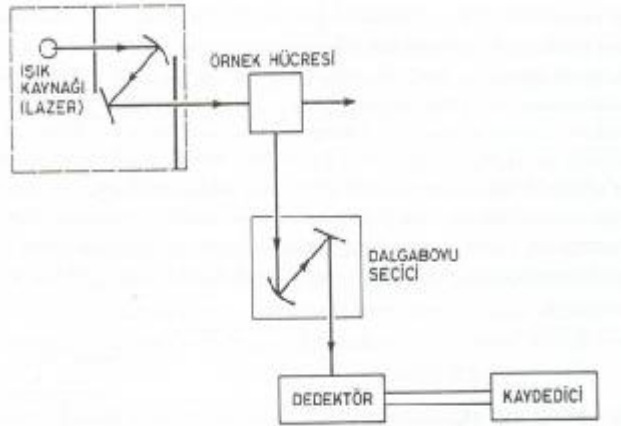 IŞIK
KAYNAĞI
(LAZER)
ÖRNEK HÜCRESİ
DALGABOYU
SEÇİCİ
DEDEKTÖR
KAYDEDİCİ